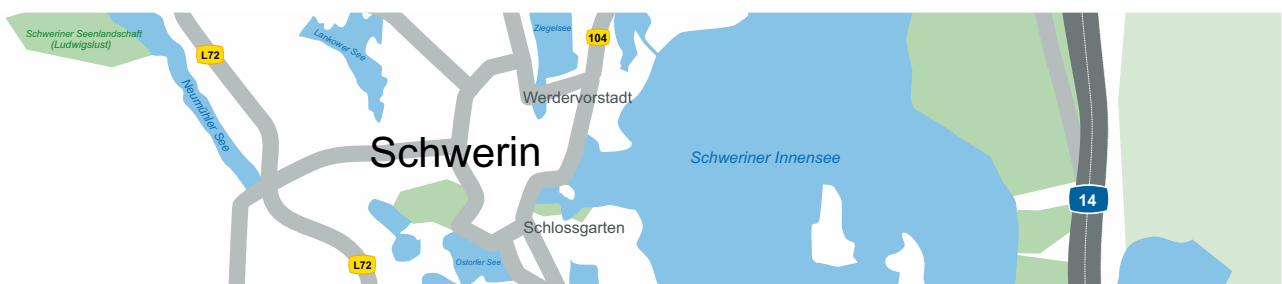 Schweriner Seenlandschaft
(Ludwigslust)
L72
Lankower See
Ziegelsee
104
Neumühler See
Werdervorstadt
Schwerin
Schweriner Innensee
14
Schlossgarten
L72
Ostorfer See